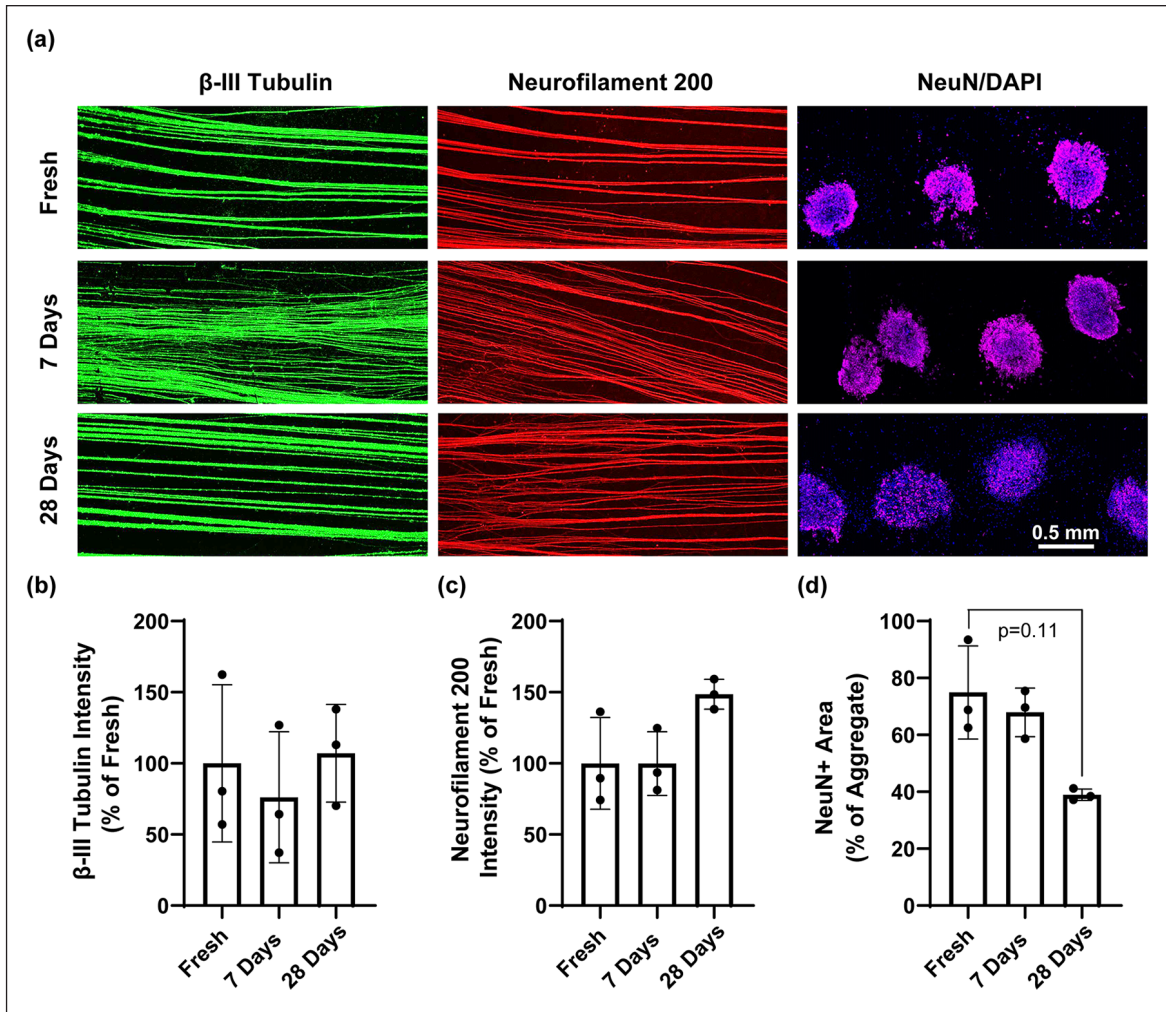 (a)
β-III Tubulin
Neurofilament 200
NeuN/DAPI
Fresh
7 Days
28 Days
0.5 mm
(b)
β-III Tubulin Intensity
(% of Fresh)
200
150
100
50
0
Fresh
7 Days
28 Days
(c)
Neurofilament 200
Intensity (% of Fresh)
200
150
100
50
0
Fresh
7 Days
28 Days
(d)
NeuN+ Area
(% of Aggregate)
100
80
60
40
20
0
p=0.11
Fresh
7 Days
28 Days